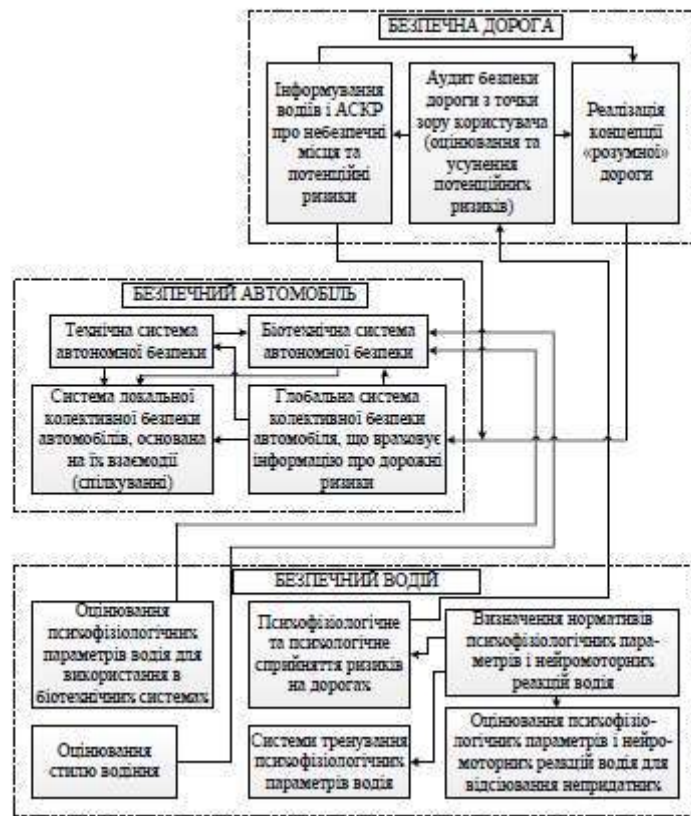 БЕЗПЕЧНА ДОРОГА
Інформування
водіїв і АСКР
про небезпечні
місця та
потенційні
ризики
Аудит безпеки
дороги з точки
зору користувача
(оцінювання та
усунення
потенційних
ризиків)
Реалізація
концепції
«розумної»
дороги
БЕЗПЕЧНИЙ АВТОМОБІЛЬ
Технічна система
автономної безпеки
Біотехнічна система
автономної безпеки
Система локальної
колективної безпеки
автомобілів, основана
на їх взаємодії
(спілкуванні)
Глобальна система
колективної безпеки
автомобіля, що враховує
інформацію про дорожні
ризики
БЕЗПЕЧНИЙ ВОДІЙ
Оцінювання
психофізіологічних
параметрів водія для
використання в
біотехнічних системах
Психофізіологічне
та психологічне
сприйняття ризиків
на дорогах
Визначення нормативів
психофізіологічних пара-
метрів і нейромоторних
реакцій водія
Оцінювання
стилю водіння
Системи тренування
психофізіологічних
параметрів водія
Оцінювання психофізіо-
логічних параметрів і нейро-
моторних реакцій водія для
відсіювання непридатних